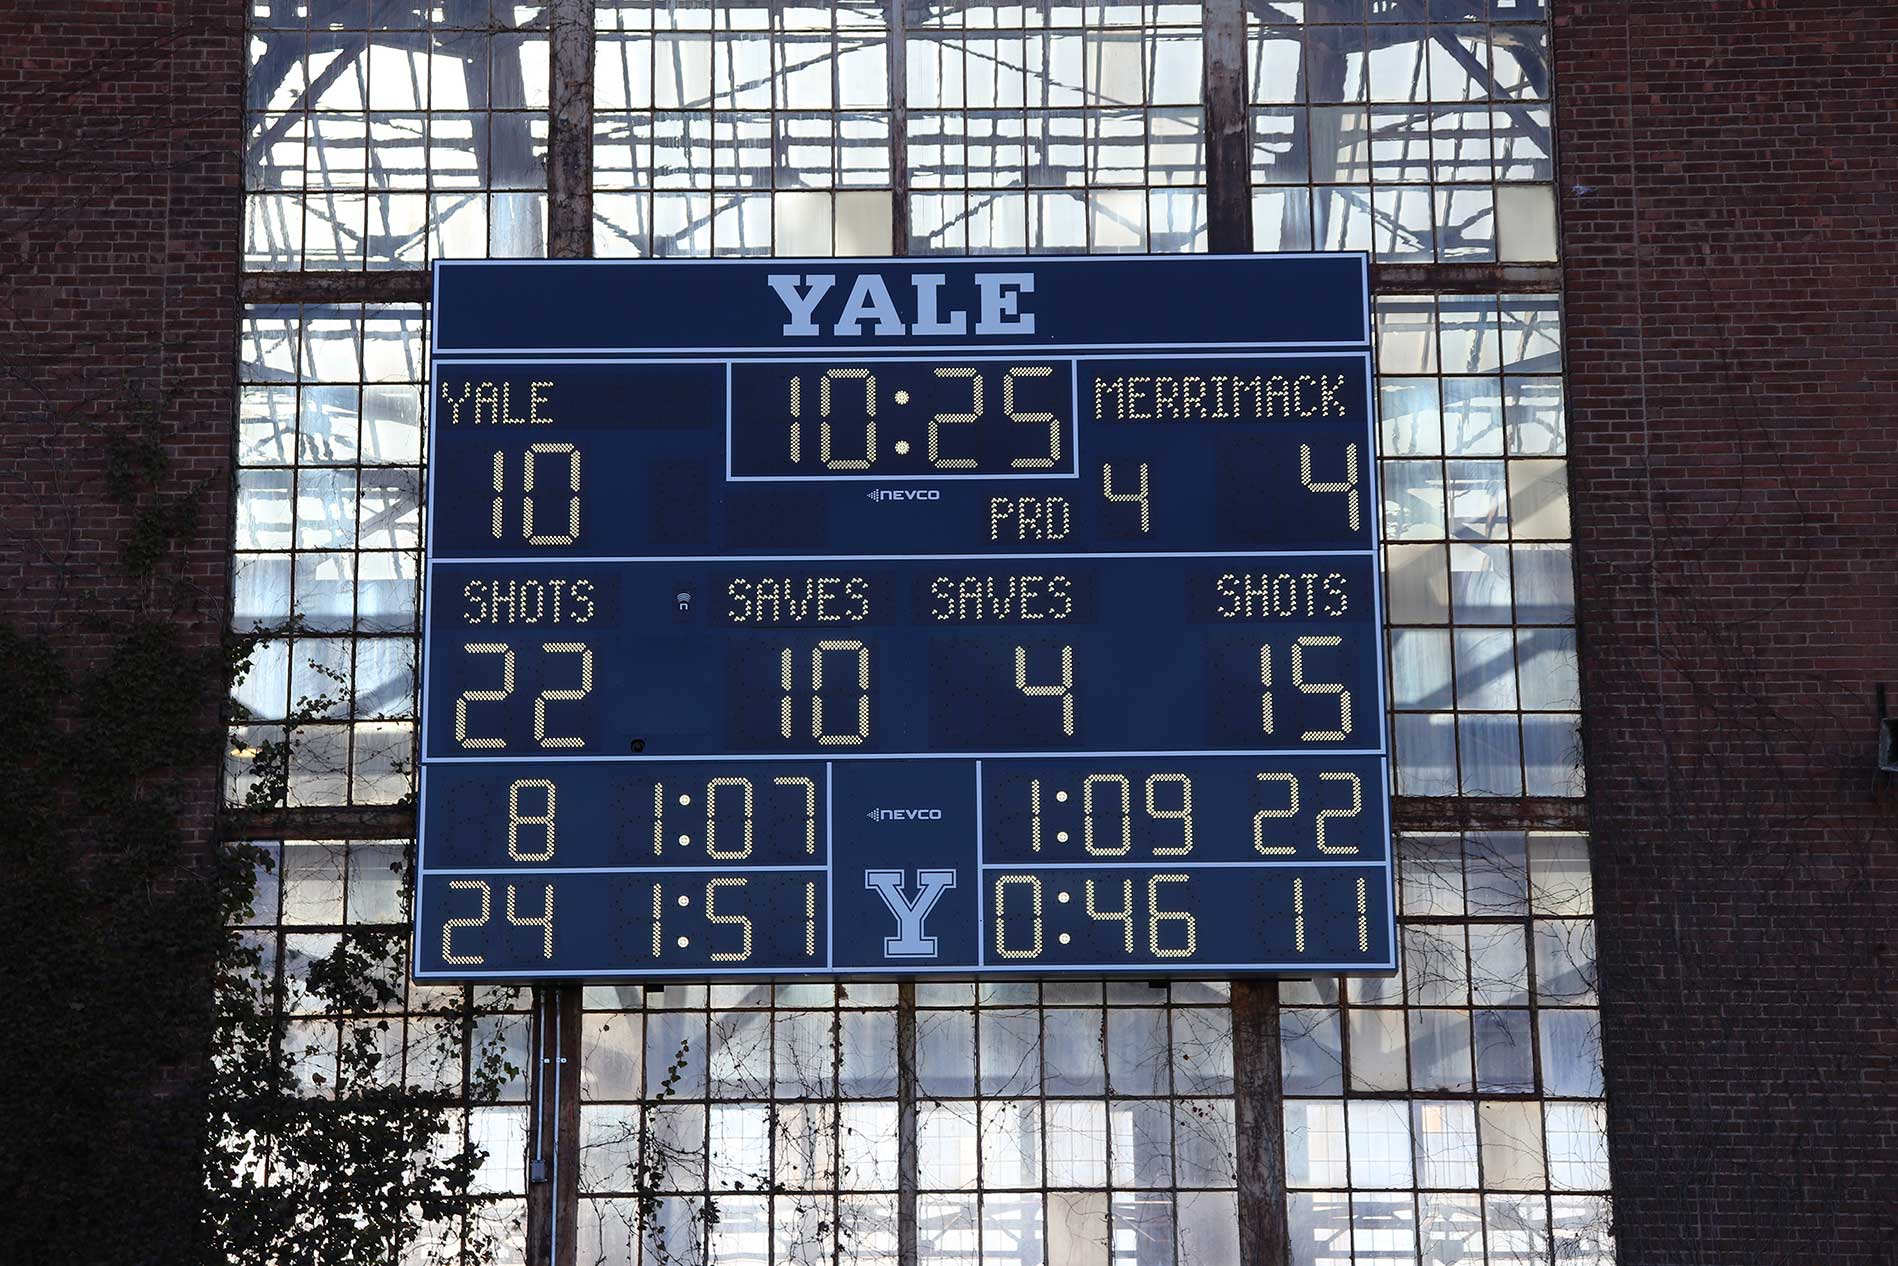 YALE
YALE 10:25 MERRIMACK
10 NEVCO PRD 4 4
SHOTS SAVES SAVES SHOTS
22 10 4 15
8 1:07 NEVCO 1:09 22
24 1:51 Y 0:46 11